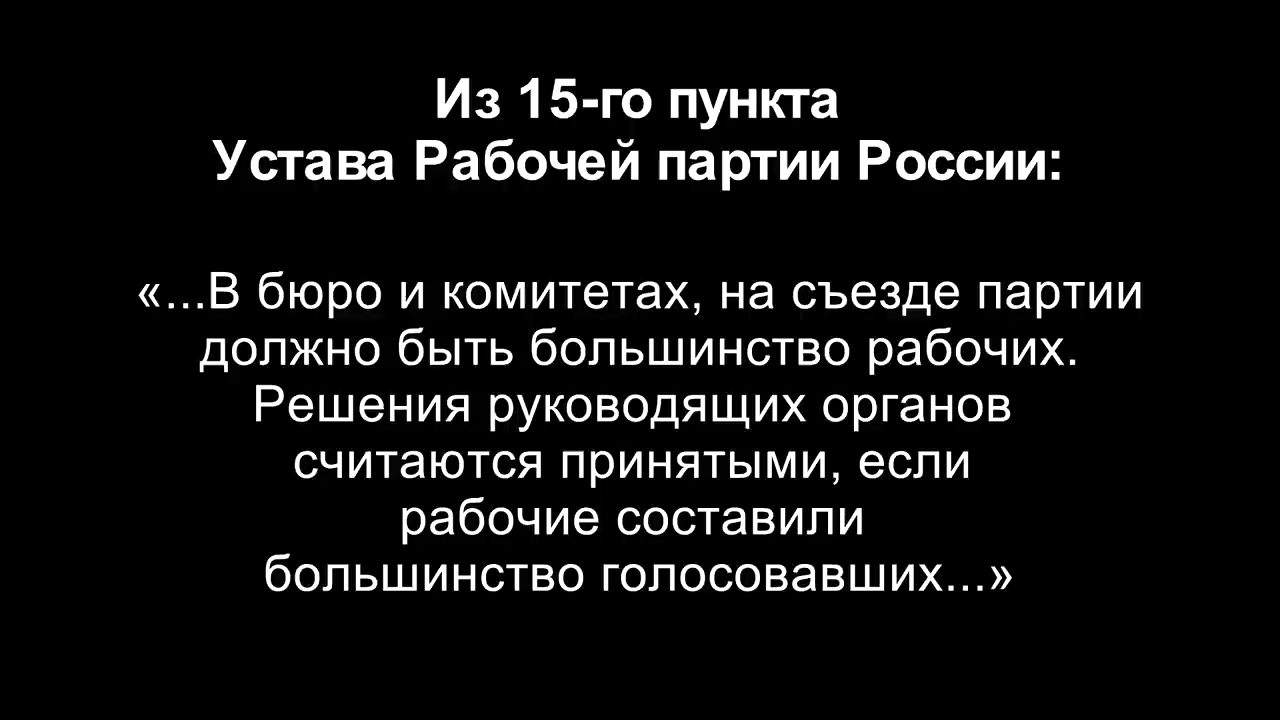 Из 15-го пункта
Устава Рабочей партии России:
«...В бюро и комитетах, на съезде партии
должно быть большинство рабочих.
Решения руководящих органов
считаются принятыми, если
рабочие составили
большинство голосовавших...»